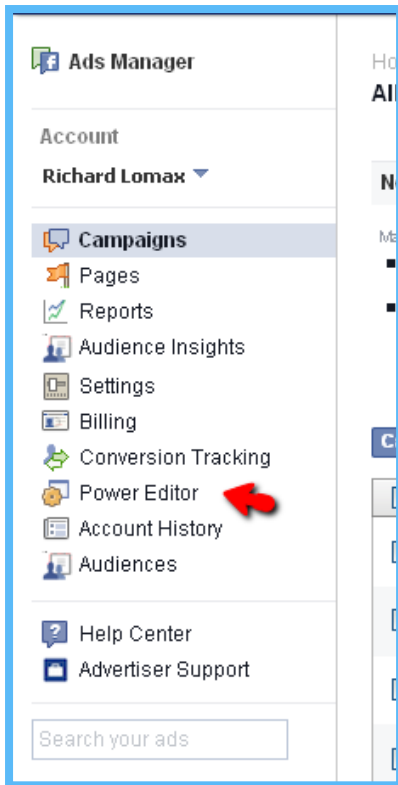 Ads Manager
Account
Richard Lomax
Campaigns
Pages
Reports
Audience Insights
Settings
Billing
Conversion Tracking
Power Editor
Account History
Audiences
Help Center
Advertiser Support
Search your ads